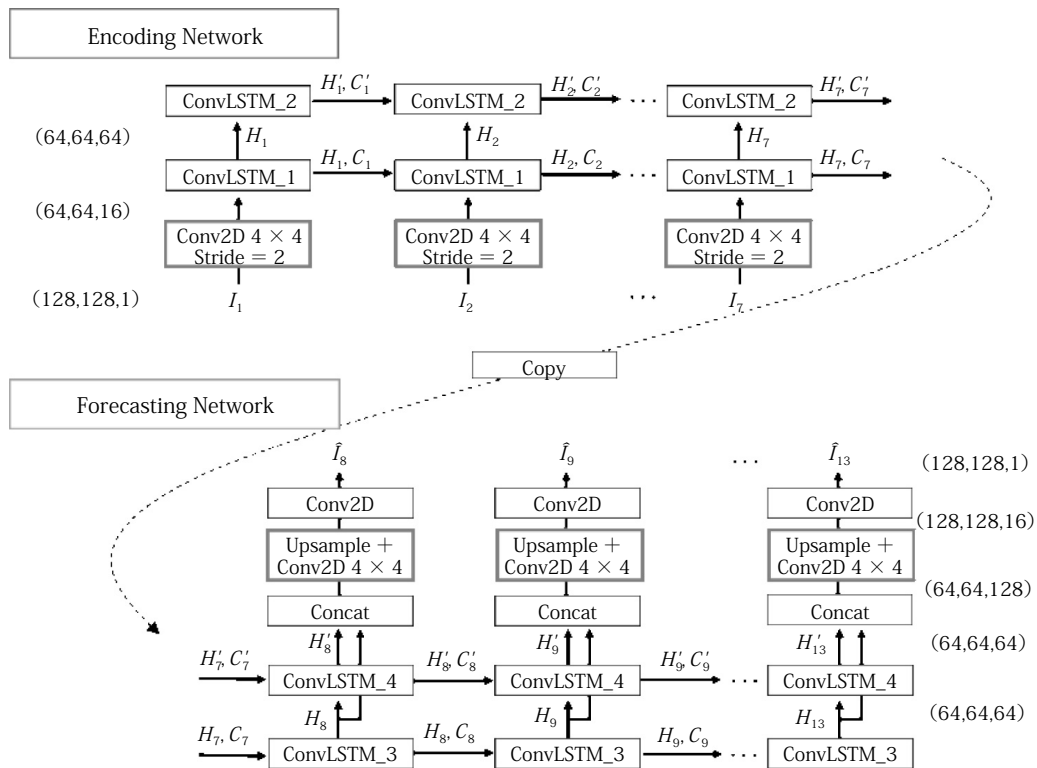 Encoding Network
H′₁, C′₁
H′₂, C′₂
H′₇, C′₇
ConvLSTM_2
ConvLSTM_2
...
ConvLSTM_2
(64,64,64)
H₁
H₂
H₇
H₁, C₁
H₂, C₂
H₇, C₇
ConvLSTM_1
ConvLSTM_1
...
ConvLSTM_1
(64,64,16)
Conv2D 4 × 4
Stride = 2
Conv2D 4 × 4
Stride = 2
Conv2D 4 × 4
Stride = 2
(128,128,1)
I₁
I₂
...
I₇
Copy
Forecasting Network
Î₈
Î₉
...
Î₁₃
(128,128,1)
Conv2D
Conv2D
Conv2D
(128,128,16)
Upsample +
Conv2D 4 × 4
Upsample +
Conv2D 4 × 4
Upsample +
Conv2D 4 × 4
(64,64,128)
Concat
Concat
Concat
H′₈
H′₉
H′₁₃
(64,64,64)
H′₇, C′₇
H′₈, C′₈
H′₉, C′₉
ConvLSTM_4
ConvLSTM_4
...
ConvLSTM_4
H₈
H₉
H₁₃
(64,64,64)
H₇, C₇
H₈, C₈
H₉, C₉
ConvLSTM_3
ConvLSTM_3
...
ConvLSTM_3